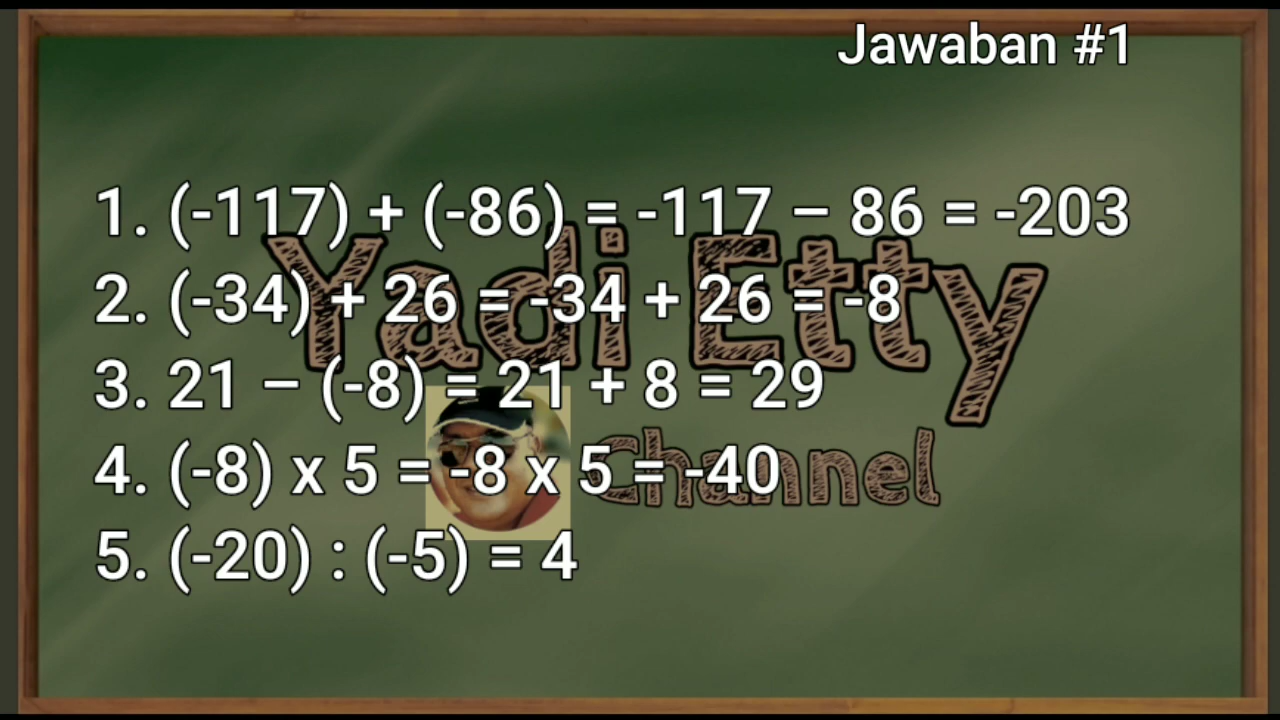 Jawaban #1
1. (-117) + (-86) = -117 – 86 = -203
2. (-34) + 26 = -34 + 26 = -8
3. 21 – (-8) = 21 + 8 = 29
4. (-8) x 5 = -8 x 5 = -40
5. (-20) : (-5) = 4
Yadi Etty
Channel